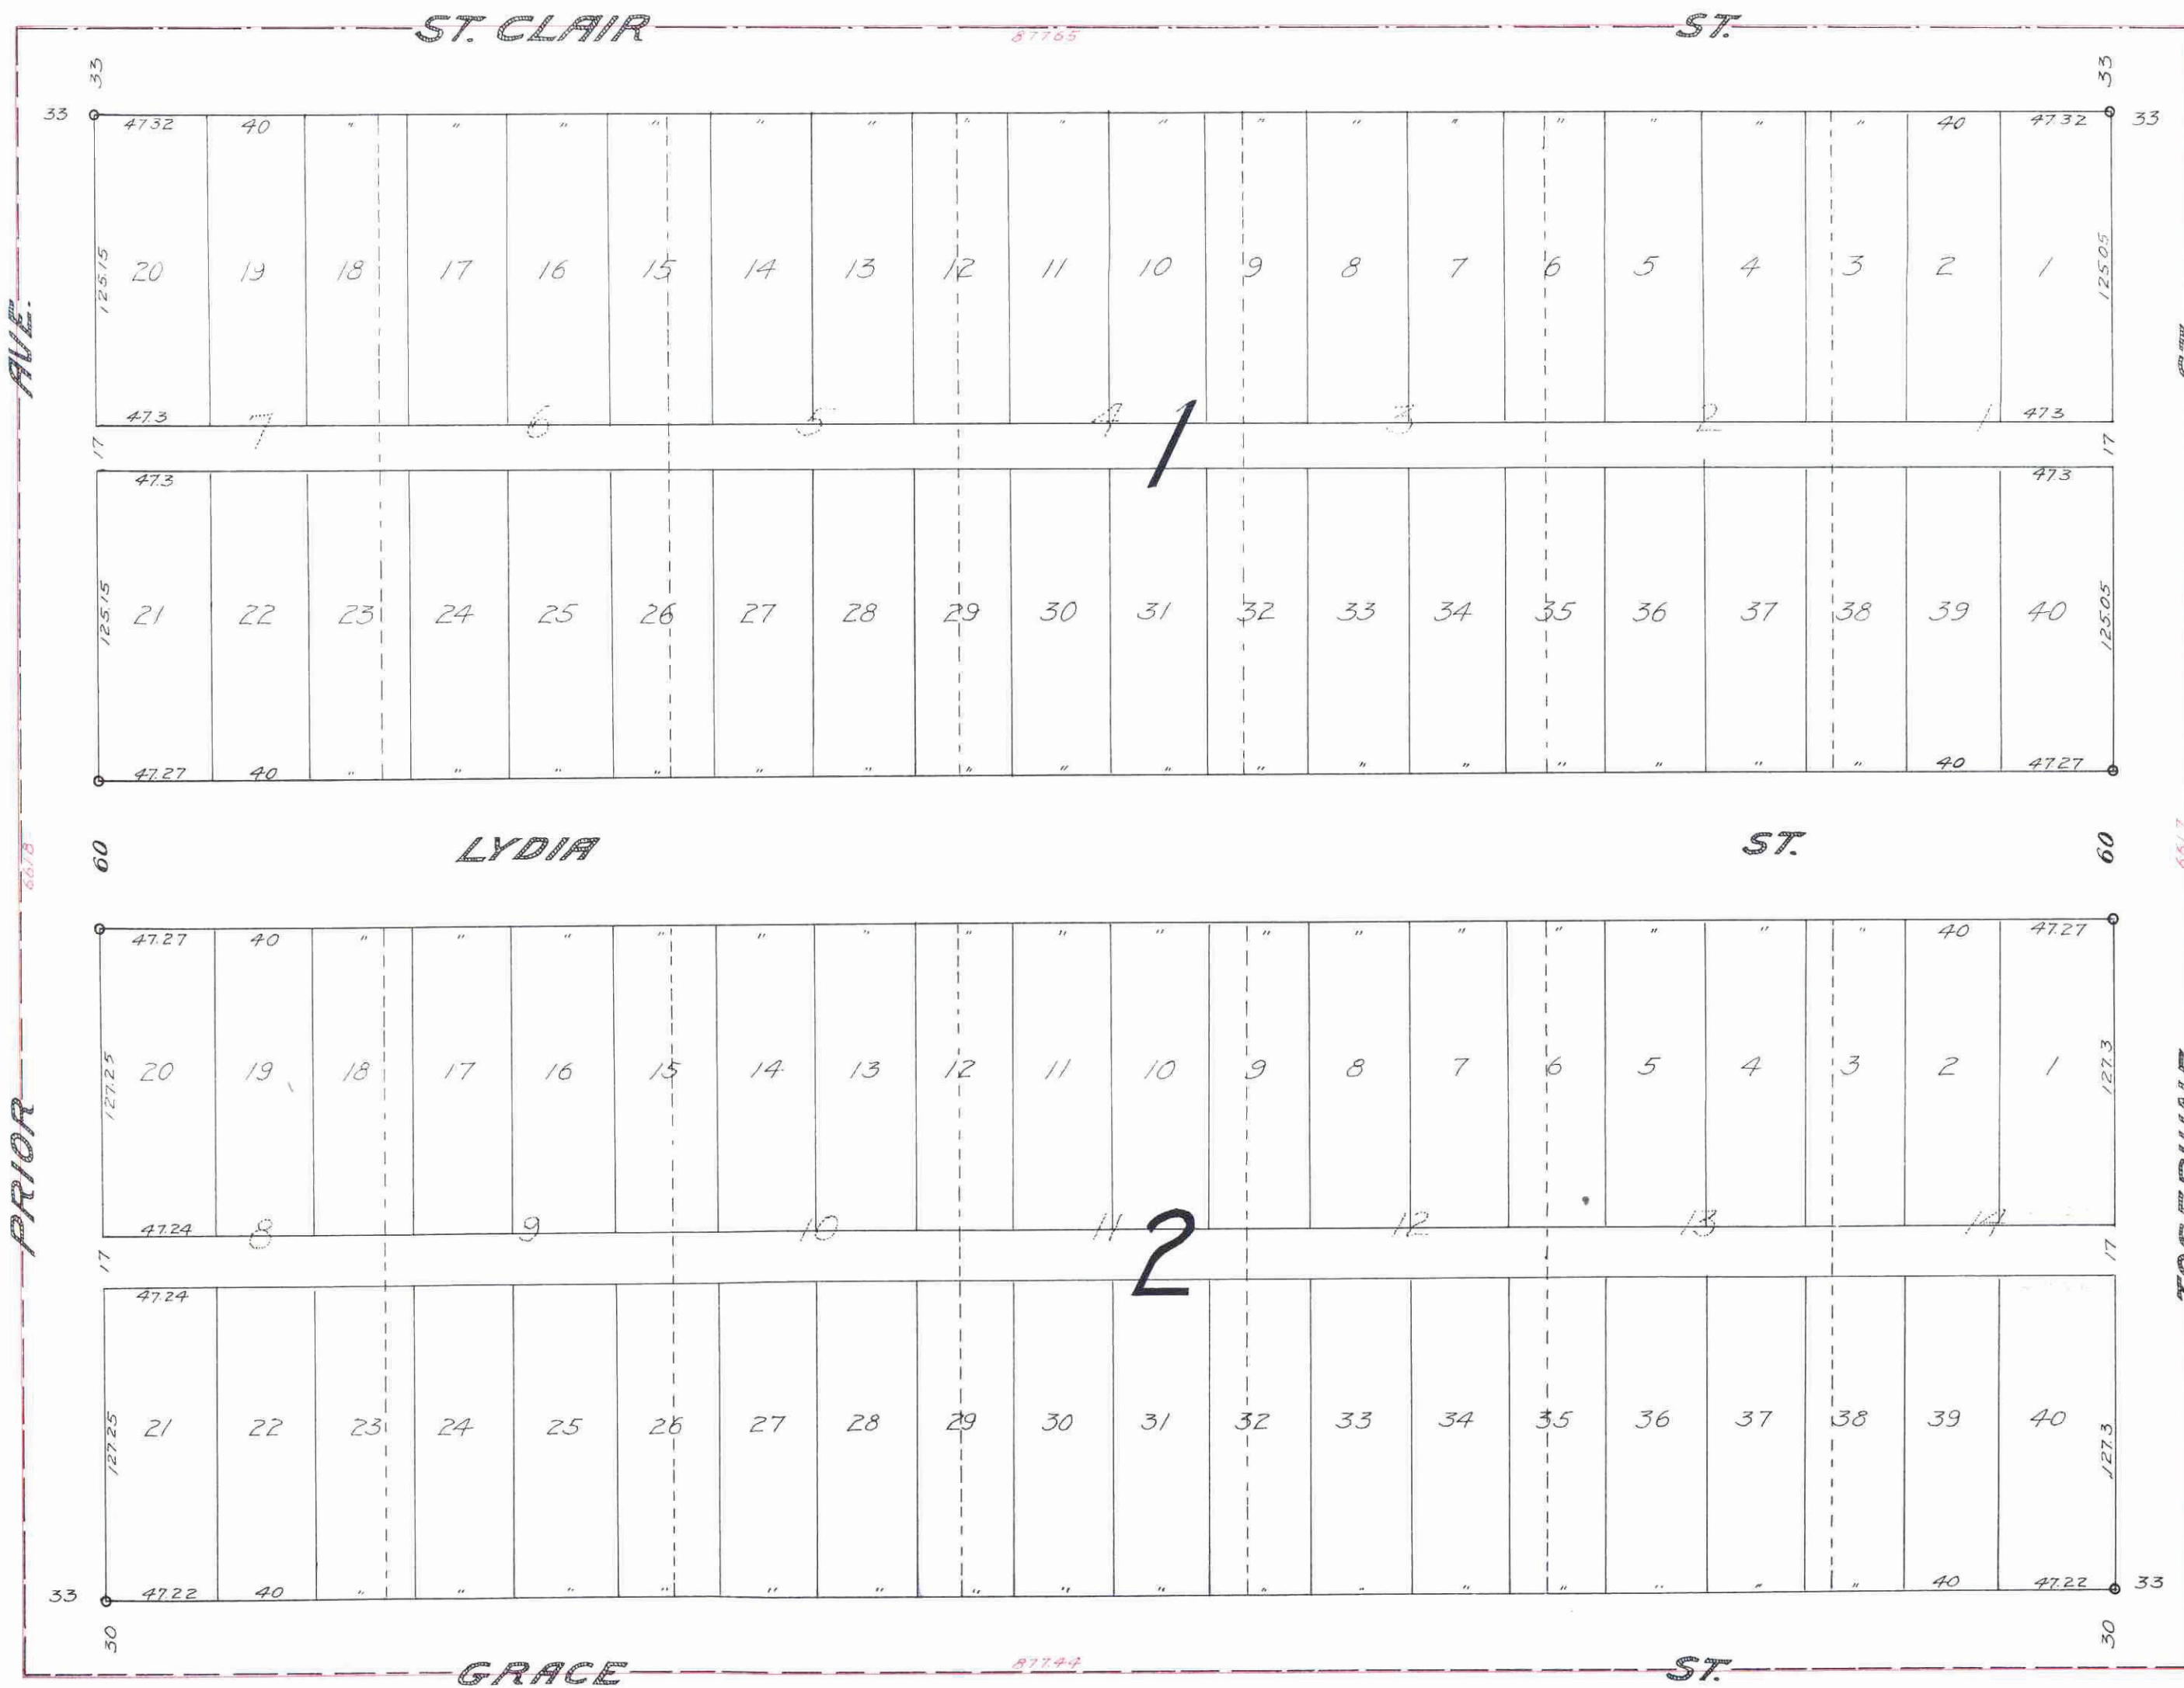 ST. CLAIR 87765 ST.
33 33
33 4732 40 " " " " " " " " " " " " " " " " 40 47.32 33
AVE.
125.15 20 19 18 17 16 15 14 13 12 11 10 9 8 7 6 5 4 3 2 1 125.05
47.3 7 6 5 4 1 3 2 1 473
17 17
47.3 47.3
125.15 21 22 23 24 25 26 27 28 29 30 31 32 33 34 35 36 37 38 39 40 125.05
47.27 40 " " " " " " " " " " " " " " " " 40 47.27
6618 60 LYDIA ST. 60
47.27 40 " " " " " " " " " " " " " " " " 40 47.27
127.25 20 19 18 17 16 15 14 13 12 11 10 9 8 7 6 5 4 3 2 1 127.3
PRIOR
47.24 8 9 10 11 2 12 13 14
17 17
47.24
127.25 21 22 23 24 25 26 27 28 29 30 31 32 33 34 35 36 37 38 39 40 127.3
33 47.22 40 " " " " " " " " " " " " " " " " 40 47.22 33
30 30
GRACE 877.44 ST.